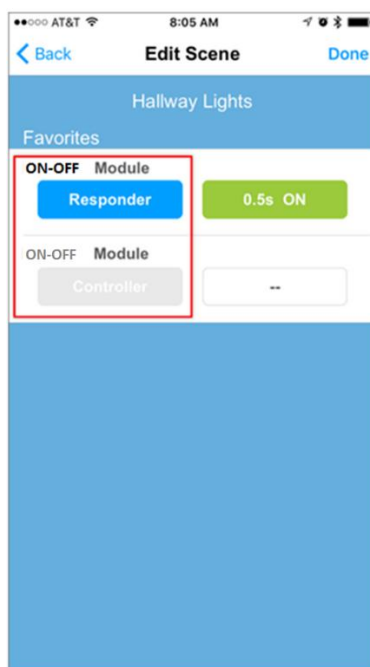 ●●○○○ AT&T 8:05 AM
Back Edit Scene Done
Hallway Lights
Favorites
ON-OFF Module
Responder 0.5s ON
ON-OFF Module
Controller --